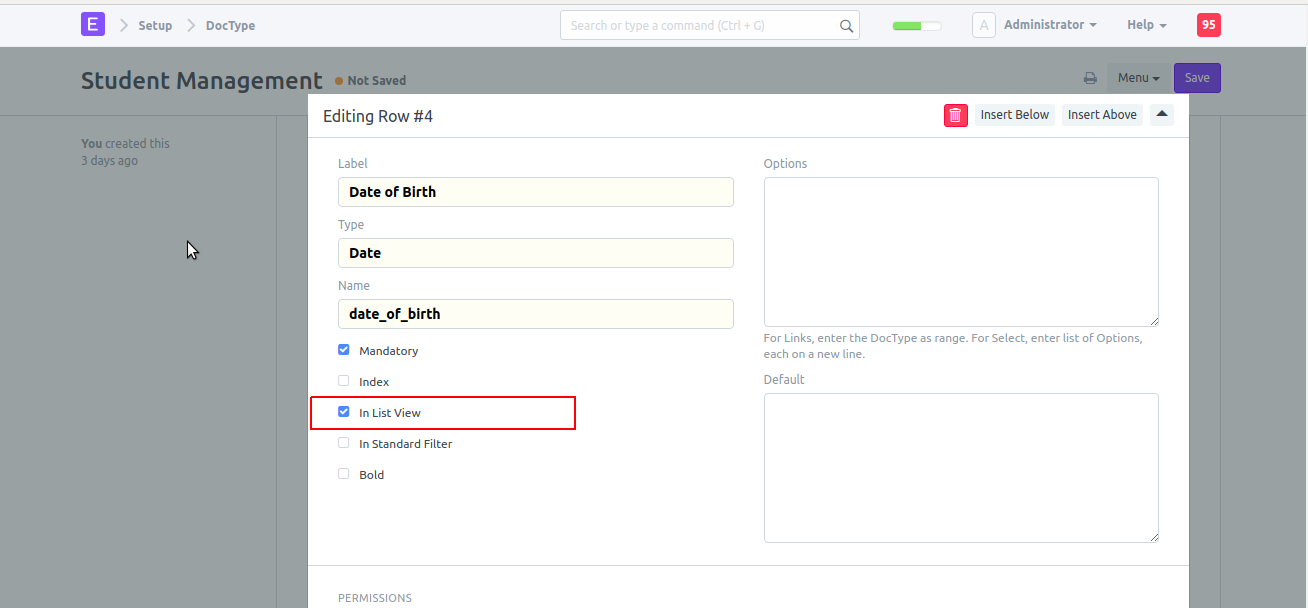 E Setup DocType Search or type a command (Ctrl + G) A Administrator Help 95
Student Management Not Saved Menu Save
You created this
3 days ago
Editing Row #4 Insert Below Insert Above
Label
Date of Birth
Type
Date
Name
date_of_birth
Mandatory
Index
In List View
In Standard Filter
Bold
Options
For Links, enter the DocType as range. For Select, enter list of Options,
each on a new line.
Default
PERMISSIONS